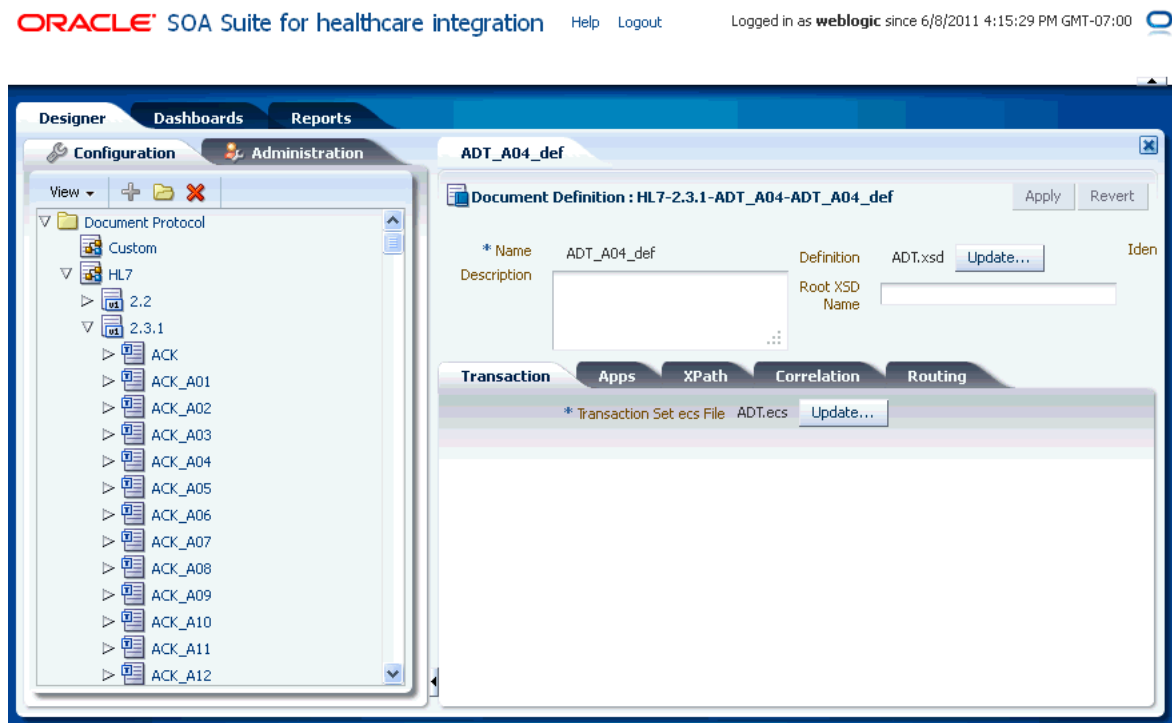 ORACLE SOA Suite for healthcare integration Help Logout Logged in as weblogic since 6/8/2011 4:15:29 PM GMT-07:00
Designer Dashboards Reports
Configuration Administration
View
Document Protocol
Custom
HL7
2.2
2.3.1
ACK
ACK_A01
ACK_A02
ACK_A03
ACK_A04
ACK_A05
ACK_A06
ACK_A07
ACK_A08
ACK_A09
ACK_A10
ACK_A11
ACK_A12
ADT_A04_def
Document Definition : HL7-2.3.1-ADT_A04-ADT_A04_def Apply Revert
* Name ADT_A04_def
Description
Definition ADT.xsd Update...
Root XSD
Name
Iden
Transaction Apps XPath Correlation Routing
* Transaction Set ecs File ADT.ecs Update...